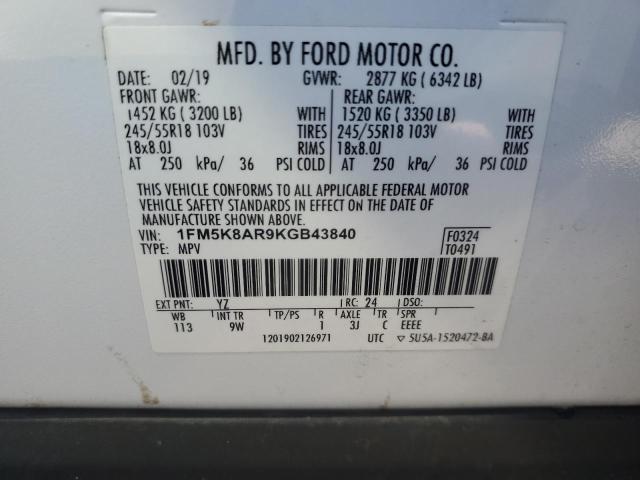 MFD. BY FORD MOTOR CO.
DATE: 02/19 GVWR: 2877 KG ( 6342 LB)
FRONT GAWR: REAR GAWR:
1452 KG ( 3200 LB) WITH 1520 KG ( 3350 LB) WITH
245/55R18 103V TIRES 245/55R18 103V TIRES
18x8.0J RIMS 18x8.0J RIMS
AT 250 kPa/ 36 PSI COLD AT 250 kPa/ 36 PSI COLD
THIS VEHICLE CONFORMS TO ALL APPLICABLE FEDERAL MOTOR
VEHICLE SAFETY STANDARDS IN EFFECT ON THE DATE OF
MANUFACTURE SHOWN ABOVE.
VIN: 1FM5K8AR9KGB43840 F0324
TYPE: MPV T0491
EXT PNT: YZ RC: 24 DSO:
WB INT TR TP/PS R AXLE TR SPR
113 9W 1 3J C EEEE
1201902126971 UTC ▽ 5U5A-1520472-BA